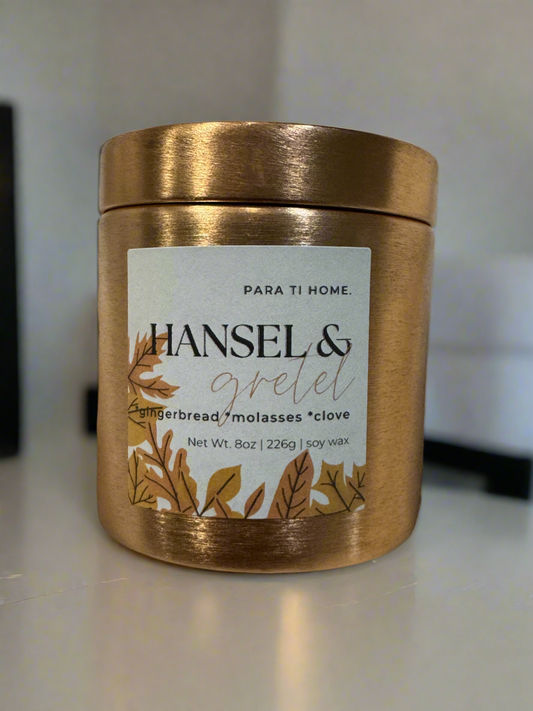 PARA TI HOME.
HANSEL &
gretel
gingerbread *molasses *clove
Net Wt. 8oz | 226g | soy wax